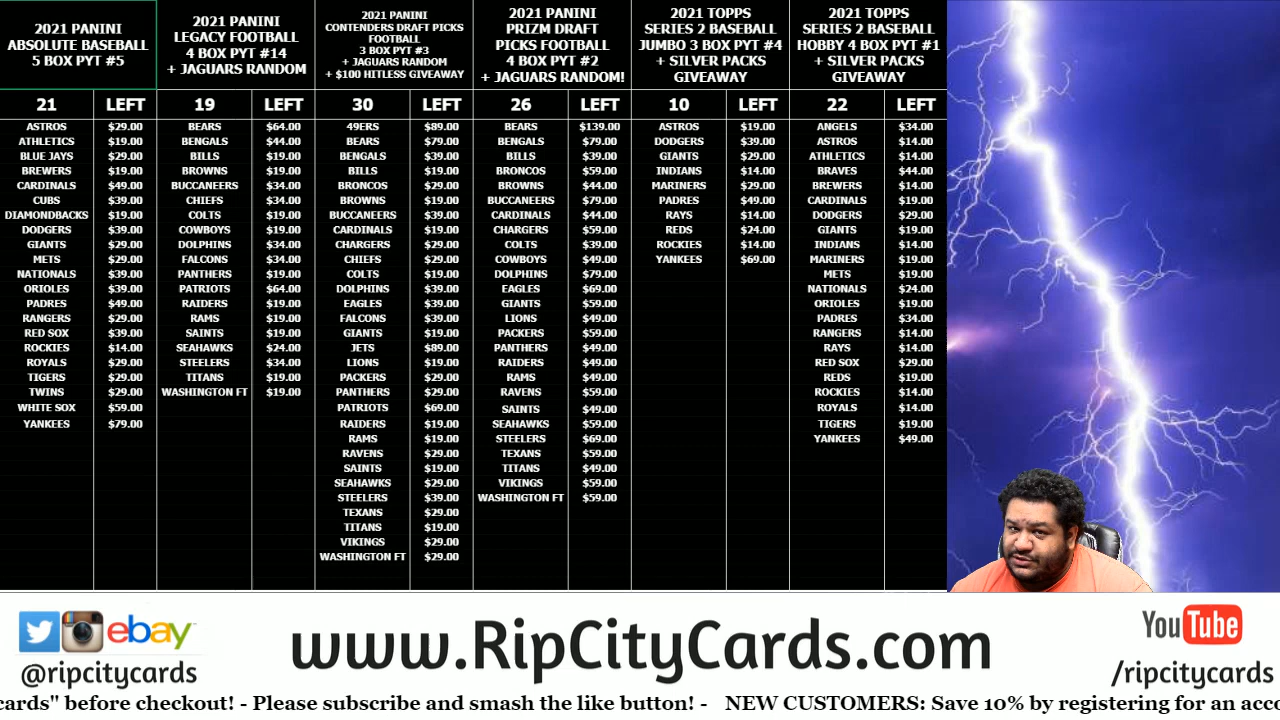 2021 PANINI
ABSOLUTE BASEBALL
5 BOX PYT #5
21 LEFT
ASTROS $29.00
ATHLETICS $19.00
BLUE JAYS $29.00
BREWERS $19.00
CARDINALS $49.00
CUBS $39.00
DIAMONDBACKS $19.00
DODGERS $39.00
GIANTS $29.00
METS $29.00
NATIONALS $39.00
ORIOLES $39.00
PADRES $49.00
RANGERS $29.00
RED SOX $39.00
ROCKIES $14.00
ROYALS $29.00
TIGERS $29.00
TWINS $29.00
WHITE SOX $59.00
YANKEES $79.00
2021 PANINI
LEGACY FOOTBALL
4 BOX PYT #14
+ JAGUARS RANDOM
19 LEFT
BEARS $64.00
BENGALS $44.00
BILLS $19.00
BROWNS $19.00
BUCCANEERS $34.00
CHIEFS $34.00
COLTS $19.00
COWBOYS $19.00
DOLPHINS $34.00
FALCONS $34.00
PANTHERS $19.00
PATRIOTS $64.00
RAIDERS $19.00
RAMS $19.00
SAINTS $19.00
SEAHAWKS $24.00
STEELERS $34.00
TITANS $19.00
WASHINGTON FT $19.00
2021 PANINI
CONTENDERS DRAFT PICKS
FOOTBALL
3 BOX PYT #3
+ JAGUARS RANDOM
+ $100 HITLESS GIVEAWAY
30 LEFT
49ERS $89.00
BEARS $79.00
BENGALS $39.00
BILLS $19.00
BRONCOS $29.00
BROWNS $19.00
BUCCANEERS $39.00
CARDINALS $19.00
CHARGERS $29.00
CHIEFS $29.00
COLTS $19.00
DOLPHINS $39.00
EAGLES $39.00
FALCONS $39.00
GIANTS $19.00
JETS $89.00
LIONS $19.00
PACKERS $29.00
PANTHERS $29.00
PATRIOTS $69.00
RAIDERS $19.00
RAMS $19.00
RAVENS $29.00
SAINTS $19.00
SEAHAWKS $29.00
STEELERS $39.00
TEXANS $29.00
TITANS $19.00
VIKINGS $29.00
WASHINGTON FT $29.00
2021 PANINI
PRIZM DRAFT
PICKS FOOTBALL
4 BOX PYT #2
+ JAGUARS RANDOM!
26 LEFT
BEARS $139.00
BENGALS $79.00
BILLS $39.00
BRONCOS $59.00
BROWNS $44.00
BUCCANEERS $79.00
CARDINALS $44.00
CHARGERS $59.00
COLTS $39.00
COWBOYS $49.00
DOLPHINS $79.00
EAGLES $69.00
GIANTS $59.00
LIONS $49.00
PACKERS $59.00
PANTHERS $49.00
RAIDERS $49.00
RAMS $49.00
RAVENS $59.00
SAINTS $49.00
SEAHAWKS $59.00
STEELERS $69.00
TEXANS $59.00
TITANS $49.00
VIKINGS $59.00
WASHINGTON FT $59.00
2021 TOPPS
SERIES 2 BASEBALL
JUMBO 3 BOX PYT #4
+ SILVER PACKS
GIVEAWAY
10 LEFT
ASTROS $19.00
DODGERS $39.00
GIANTS $29.00
INDIANS $14.00
MARINERS $29.00
PADRES $49.00
RAYS $14.00
REDS $24.00
ROCKIES $14.00
YANKEES $69.00
2021 TOPPS
SERIES 2 BASEBALL
HOBBY 4 BOX PYT #1
+ SILVER PACKS
GIVEAWAY
22 LEFT
ANGELS $34.00
ASTROS $14.00
ATHLETICS $14.00
BRAVES $44.00
BREWERS $14.00
CARDINALS $19.00
DODGERS $29.00
GIANTS $19.00
INDIANS $14.00
MARINERS $19.00
METS $19.00
NATIONALS $24.00
ORIOLES $19.00
PADRES $34.00
RANGERS $14.00
RAYS $14.00
RED SOX $29.00
REDS $19.00
ROCKIES $14.00
ROYALS $14.00
TIGERS $19.00
YANKEES $49.00
ebay
@ripcitycards
www.RipCityCards.com
YouTube
/ripcitycards
cards" before checkout! - Please subscribe and smash the like button! - NEW CUSTOMERS: Save 10% by registering for an acco